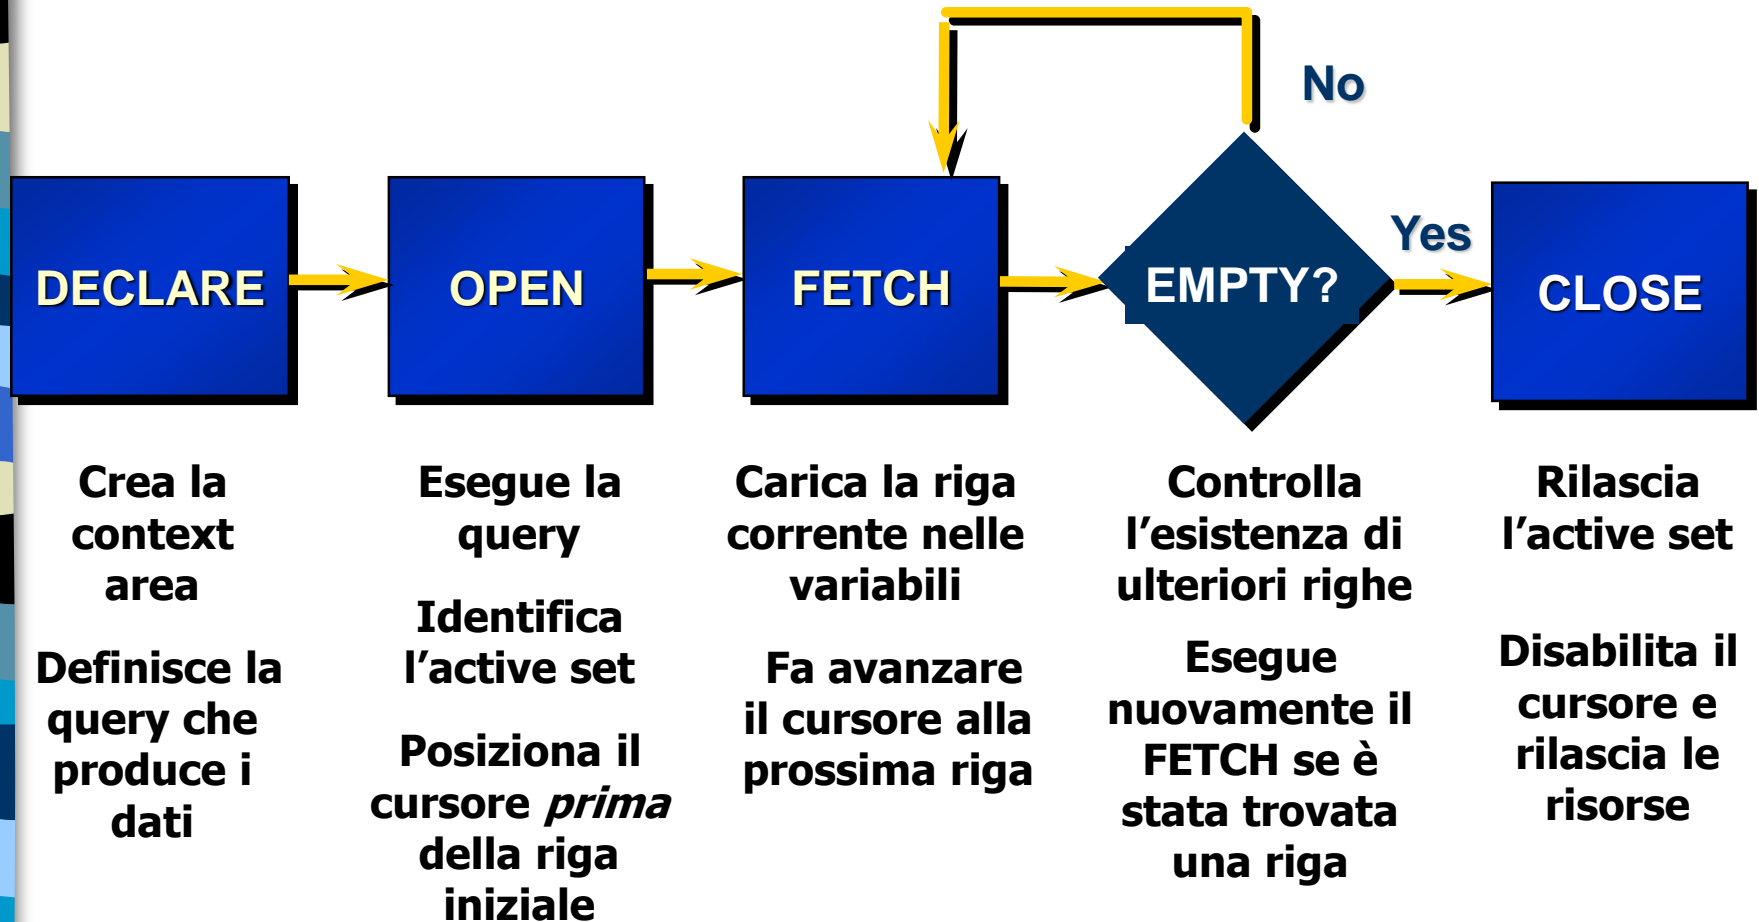 No
Yes
DECLARE
OPEN
FETCH
EMPTY?
CLOSE
Crea la
context
area
Definisce la
query che
produce i
dati
Esegue la
query
Identifica
l’active set
Posiziona il
cursore prima
della riga
iniziale
Carica la riga
corrente nelle
variabili
Fa avanzare
il cursore alla
prossima riga
Controlla
l’esistenza di
ulteriori righe
Esegue
nuovamente il
FETCH se è
stata trovata
una riga
Rilascia
l’active set
Disabilita il
cursore e
rilascia le
risorse